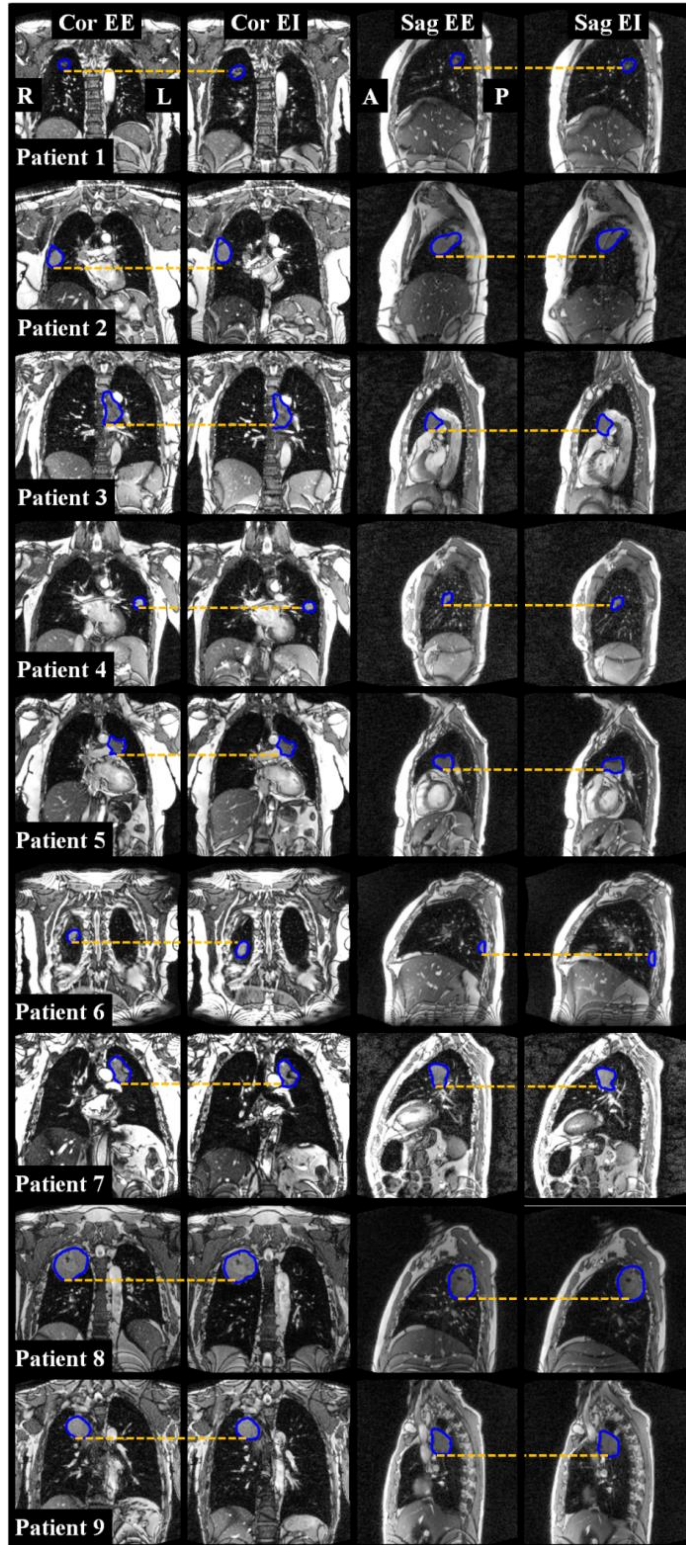 Cor EE Cor EI Sag EE Sag EI
R L A P
Patient 1
Patient 2
Patient 3
Patient 4
Patient 5
Patient 6
Patient 7
Patient 8
Patient 9